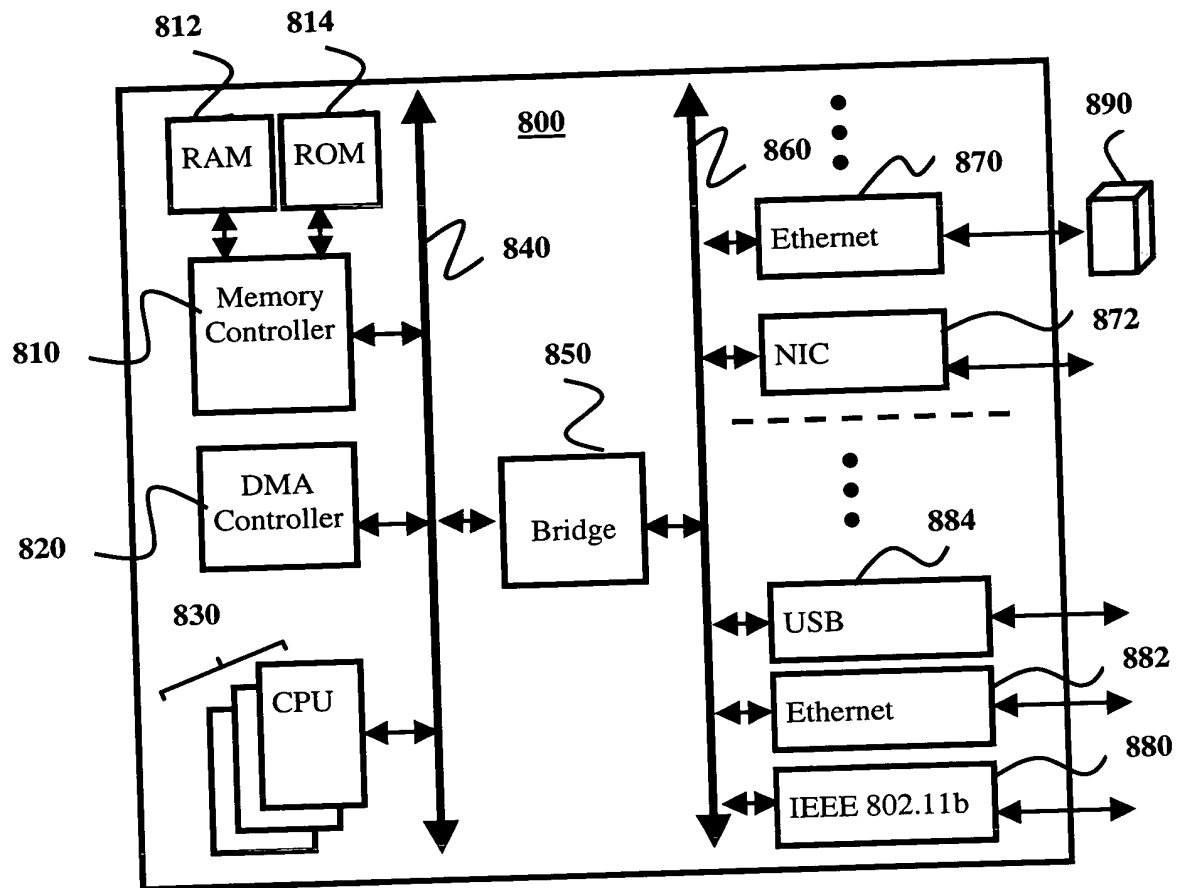 812
814
RAM
ROM
800
860
870
890
Ethernet
840
Memory
Controller
810
872
NIC
850
DMA
Controller
820
Bridge
884
USB
830
CPU
882
Ethernet
880
IEEE 802.11b